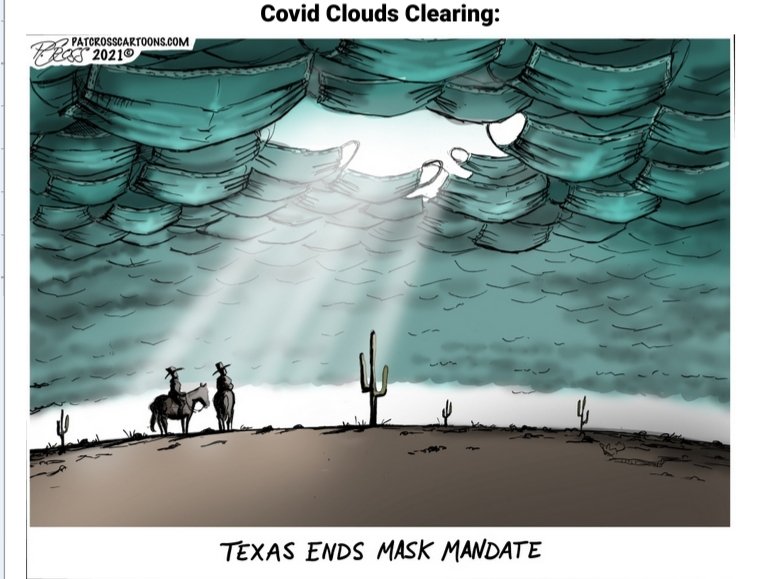 Covid Clouds Clearing:
PATCROSSCARTOONS.COM
P. Cross 2021©
TEXAS ENDS MASK MANDATE